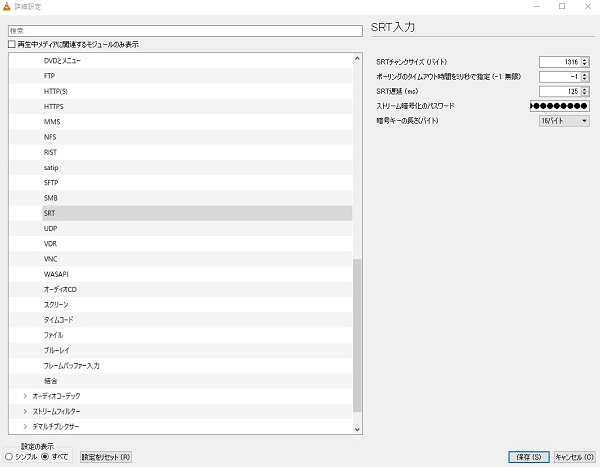 詳細設定
検索
再生中メディアに関連するモジュールのみ表示
DVDとメニュー
FTP
HTTP(S)
HTTPS
MMS
NFS
RIST
satip
SFTP
SMB
SRT
UDP
VDR
VNC
WASAPI
オーディオCD
スクリーン
タイムコード
ファイル
ブルーレイ
フレームバッファー入力
結合
オーディオコーデック
ストリームフィルター
デマルチプレクサー
SRT入力
SRTチャンクサイズ (バイト)
1316
ポーリングのタイムアウト時間をミリ秒で指定 (-1: 無限)
-1
SRT遅延 (ms)
125
ストリーム暗号化のパスワード
暗号キーの長さ(バイト)
16バイト
設定の表示
シンプル
すべて
設定をリセット (R)
保存 (S)
キャンセル (C)